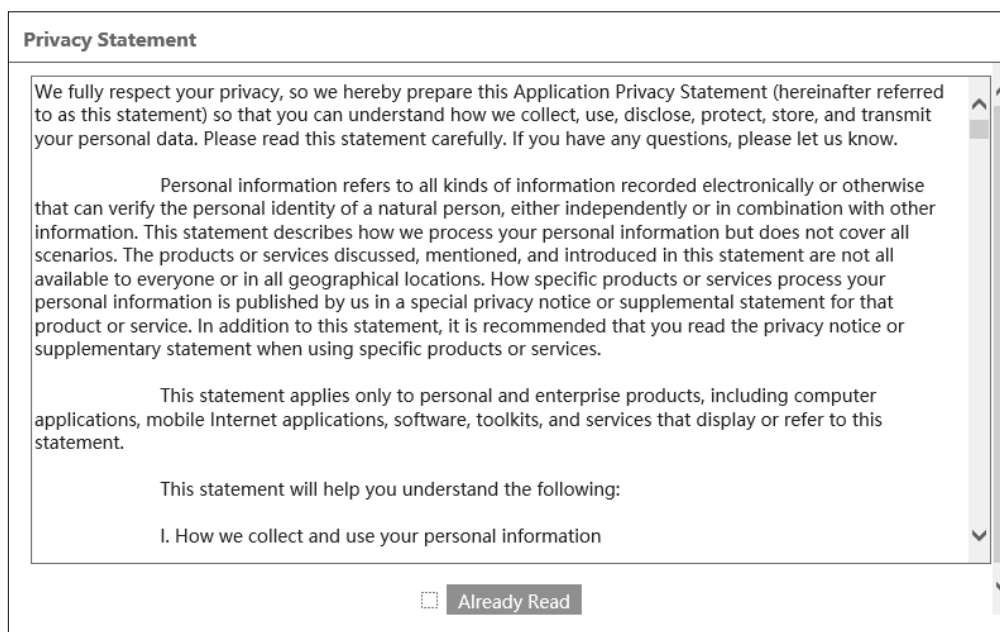 Privacy Statement
We fully respect your privacy, so we hereby prepare this Application Privacy Statement (hereinafter referred
to as this statement) so that you can understand how we collect, use, disclose, protect, store, and transmit
your personal data. Please read this statement carefully. If you have any questions, please let us know.
Personal information refers to all kinds of information recorded electronically or otherwise
that can verify the personal identity of a natural person, either independently or in combination with other
information. This statement describes how we process your personal information but does not cover all
scenarios. The products or services discussed, mentioned, and introduced in this statement are not all
available to everyone or in all geographical locations. How specific products or services process your
personal information is published by us in a special privacy notice or supplemental statement for that
product or service. In addition to this statement, it is recommended that you read the privacy notice or
supplementary statement when using specific products or services.
This statement applies only to personal and enterprise products, including computer
applications, mobile Internet applications, software, toolkits, and services that display or refer to this
statement.
This statement will help you understand the following:
I. How we collect and use your personal information
Already Read